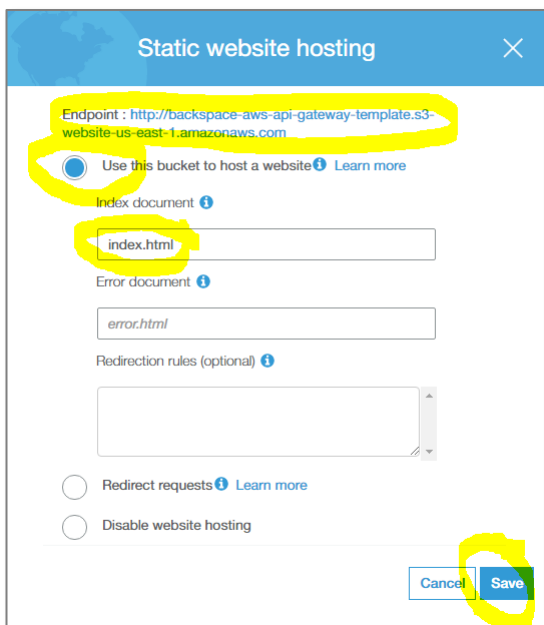 Static website hosting
Endpoint : http://backspace-aws-api-gateway-template.s3-
website-us-east-1.amazonaws.com
Use this bucket to host a website Learn more
Index document
index.html
Error document
error.html
Redirection rules (optional)
Redirect requests Learn more
Disable website hosting
Cancel Save